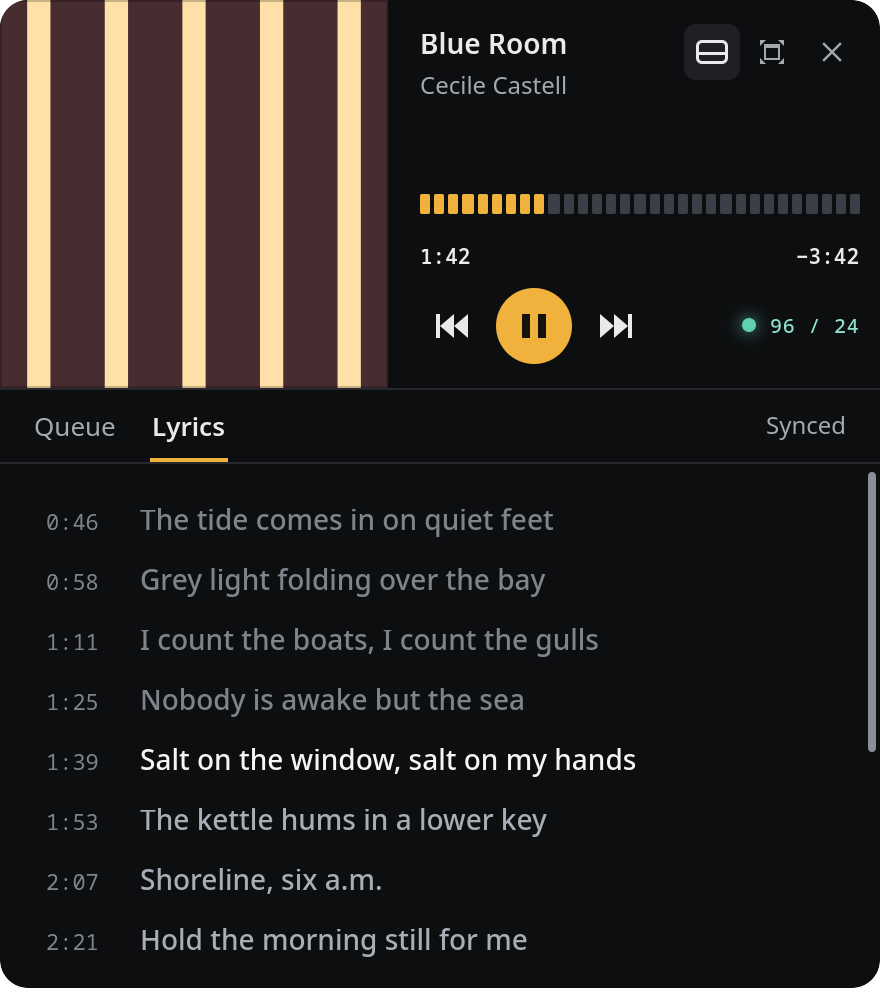 Blue Room
Cecile Castell
1:42 −3:42
96 / 24
Queue Lyrics Synced
0:46 The tide comes in on quiet feet
0:58 Grey light folding over the bay
1:11 I count the boats, I count the gulls
1:25 Nobody is awake but the sea
1:39 Salt on the window, salt on my hands
1:53 The kettle hums in a lower key
2:07 Shoreline, six a.m.
2:21 Hold the morning still for me